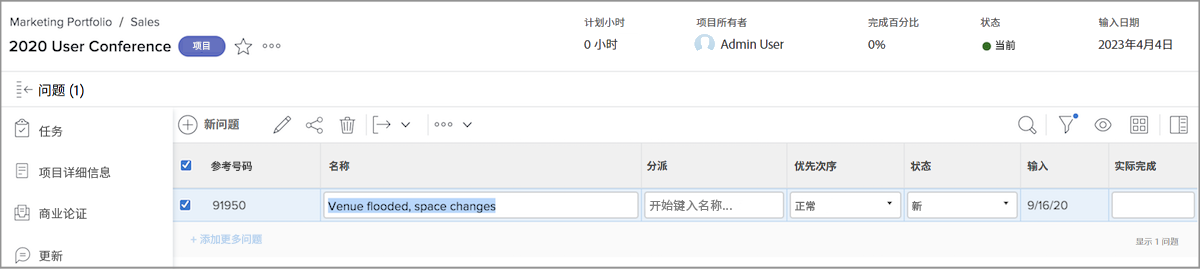 Marketing Portfolio / Sales
2020 User Conference 项目
计划小时
0 小时
项目所有者
Admin User
完成百分比
0%
状态
当前
输入日期
2023年4月4日
问题 (1)
任务
项目详细信息
商业论证
更新
新问题
参考号码 名称 分派 优先次序 状态 输入 实际完成
91950 Venue flooded, space changes 开始键入名称... 正常 新 9/16/20
+ 添加更多问题
显示 1 问题